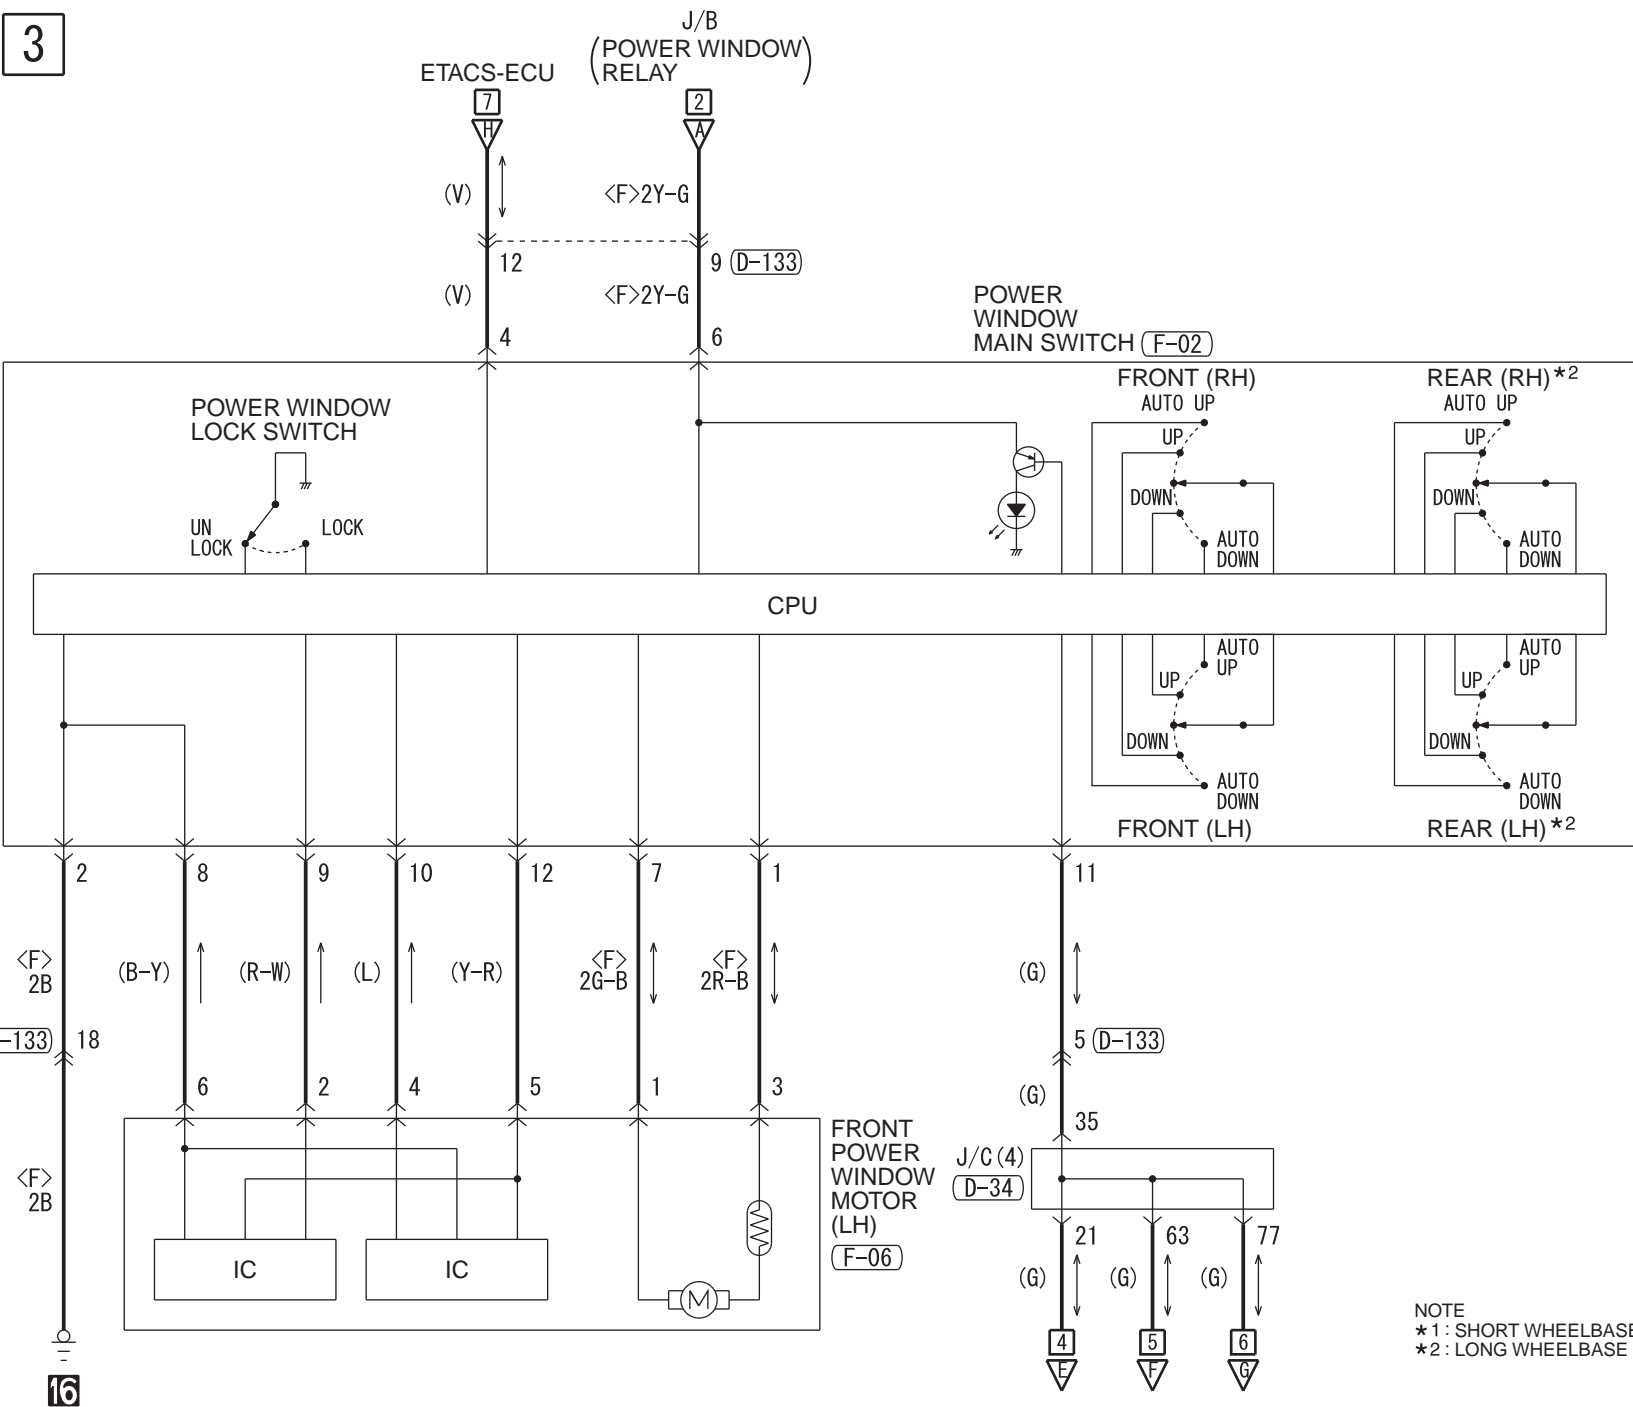 3
J/B
(POWER WINDOW
RELAY)
ETACS-ECU
7
2
H
A
(V)
<F>2Y-G
12
9
D-133
(V)
<F>2Y-G
4
6
POWER
WINDOW
MAIN SWITCH F-02
FRONT (RH)
REAR (RH)*2
AUTO UP
AUTO UP
POWER WINDOW
LOCK SWITCH
UP
UP
DOWN
DOWN
UN
LOCK
LOCK
AUTO
DOWN
AUTO
DOWN
CPU
AUTO
UP
AUTO
UP
UP
UP
DOWN
DOWN
AUTO
DOWN
AUTO
DOWN
FRONT (LH)
REAR (LH)*2
2
8
9
10
12
7
1
11
<F>
2B
(B-Y)
(R-W)
(L)
(Y-R)
<F>
2G-B
<F>
2R-B
(G)
-133
18
5
D-133
6
2
4
5
1
3
(G)
35
FRONT
POWER
WINDOW
MOTOR
(LH)
F-06
J/C(4)
D-34
<F>
2B
21
63
77
IC
IC
M
(G)
(G)
(G)
4
5
6
E
F
G
16
NOTE
*1: SHORT WHEELBASE
*2: LONG WHEELBASE